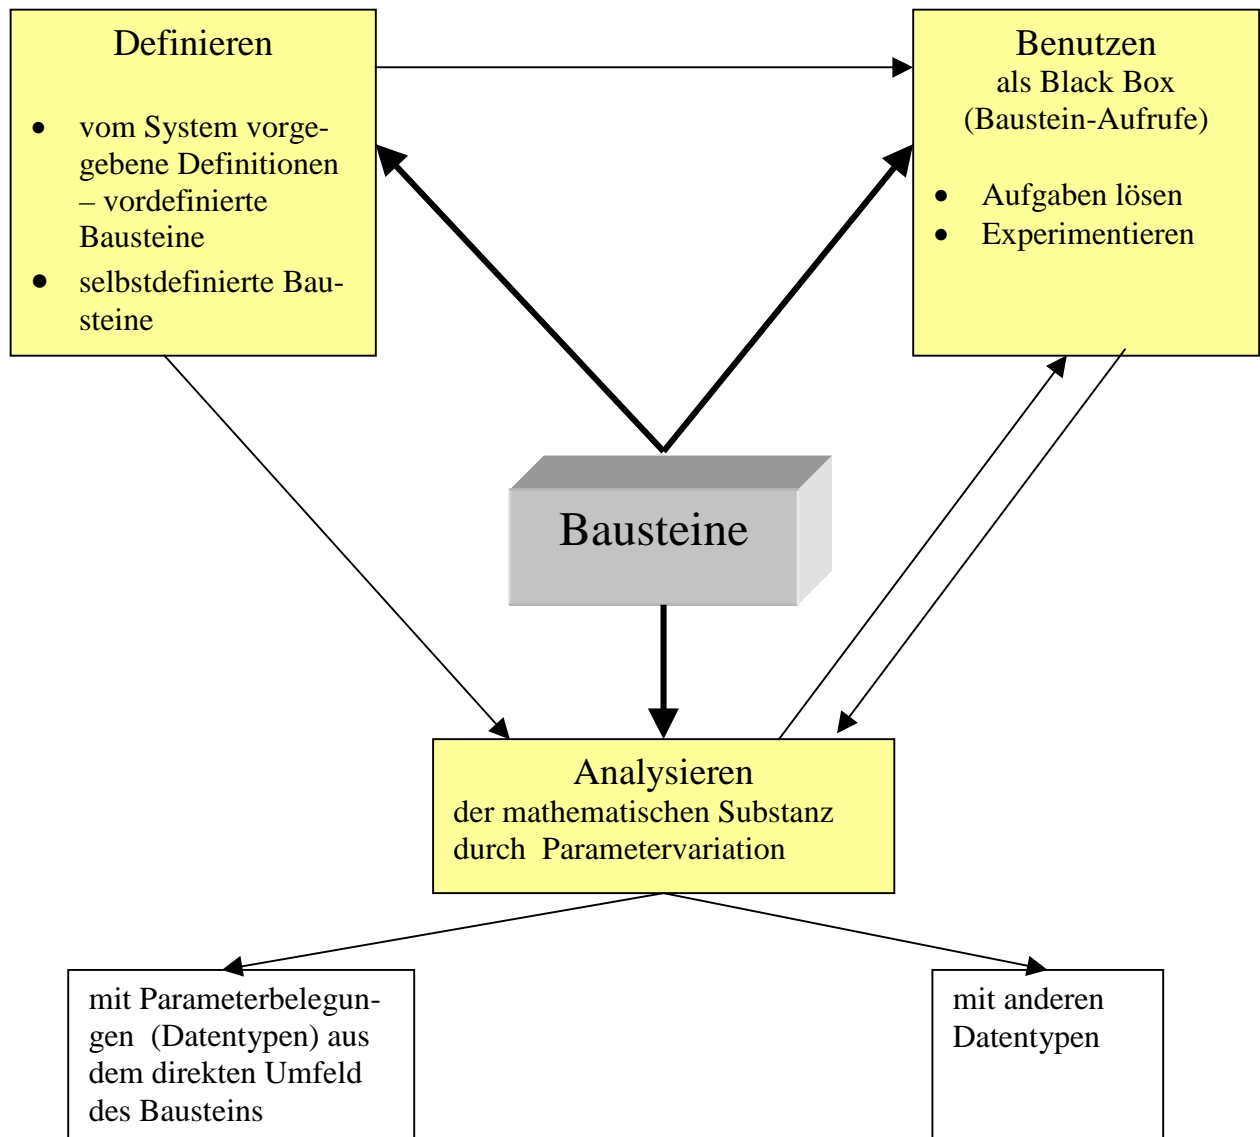 Definieren
• vom System vorge-
gebene Definitionen
– vordefinierte
Bausteine
• selbstdefinierte Bau-
steine
Benutzen
als Black Box
(Baustein-Aufrufe)
• Aufgaben lösen
• Experimentieren
Bausteine
Analysieren
der mathematischen Substanz
durch Parametervariation
mit Parameterbelegun-
gen (Datentypen) aus
dem direkten Umfeld
des Bausteins
mit anderen
Datentypen